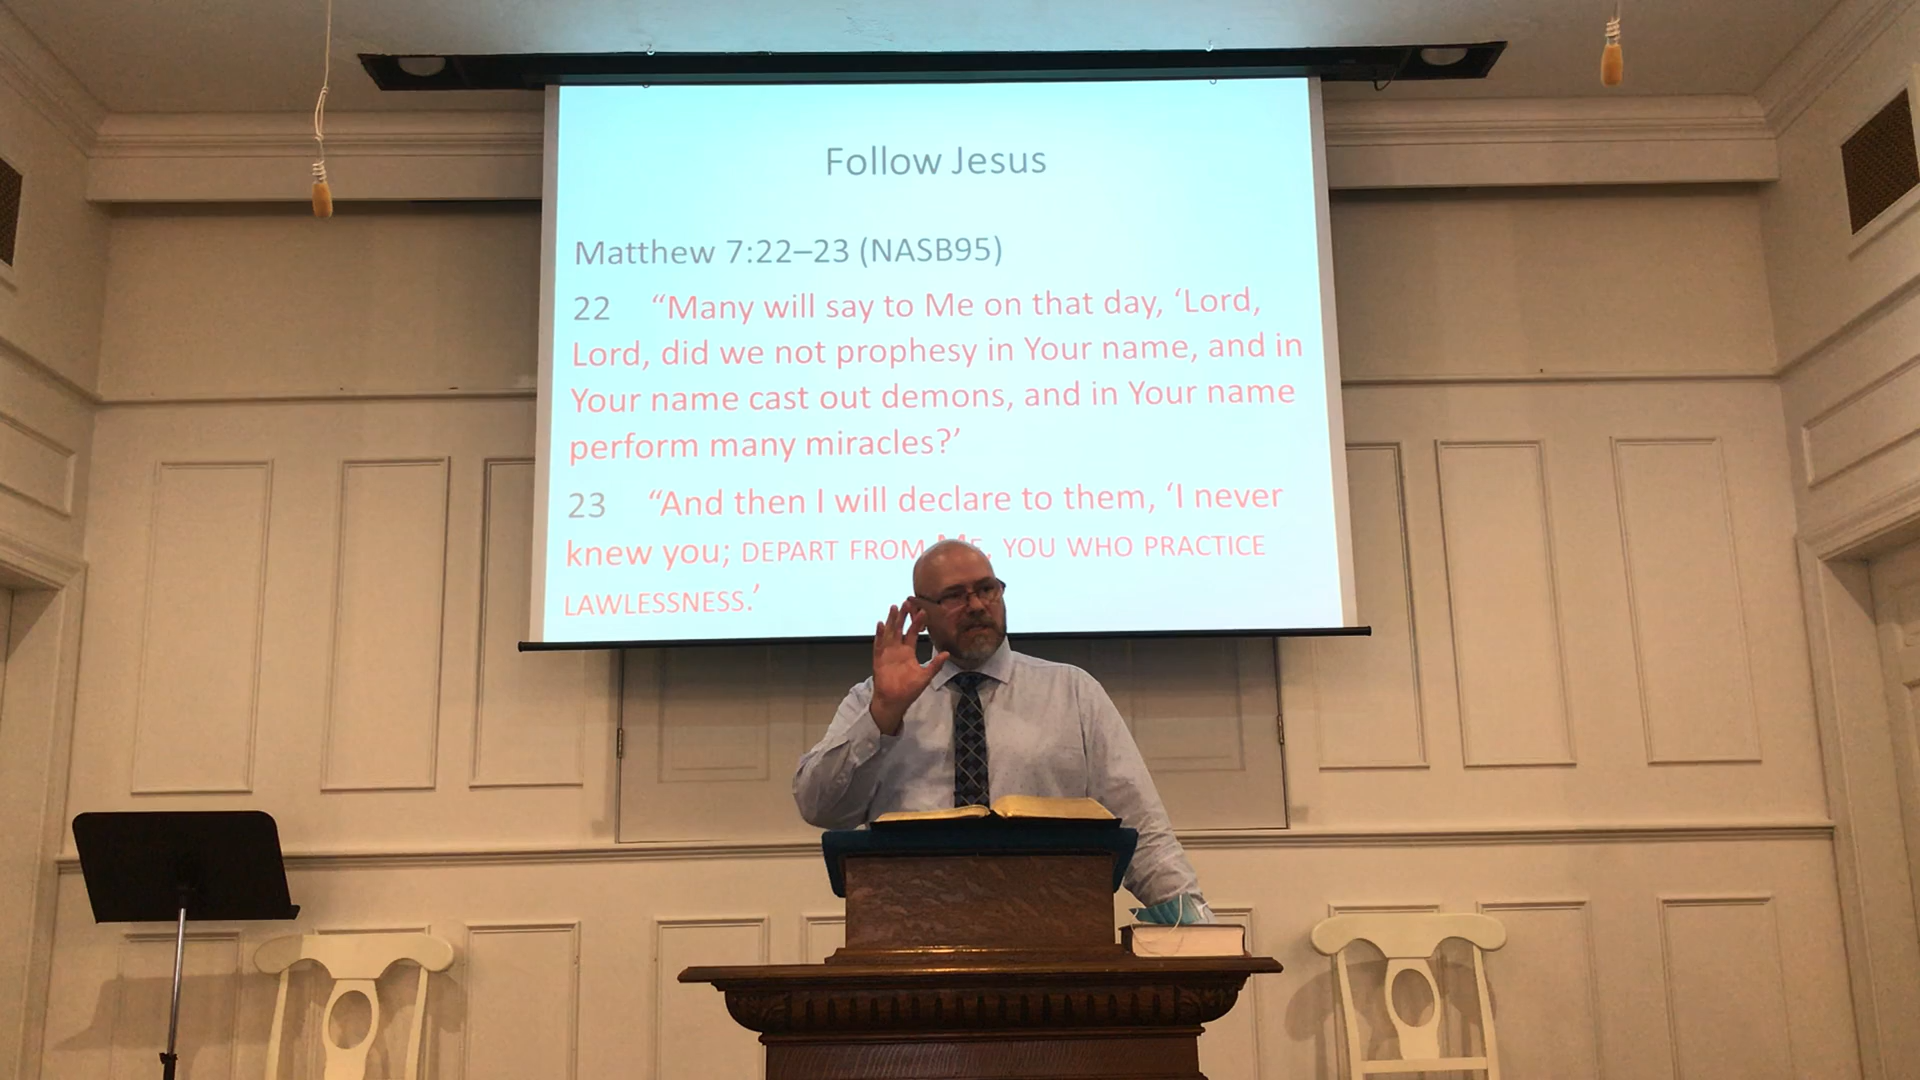 Follow Jesus
Matthew 7:22–23 (NASB95)
22 “Many will say to Me on that day, ‘Lord,
Lord, did we not prophesy in Your name, and in
Your name cast out demons, and in Your name
perform many miracles?’
23 “And then I will declare to them, ‘I never
knew you; DEPART FROM ME, YOU WHO PRACTICE
LAWLESSNESS.’